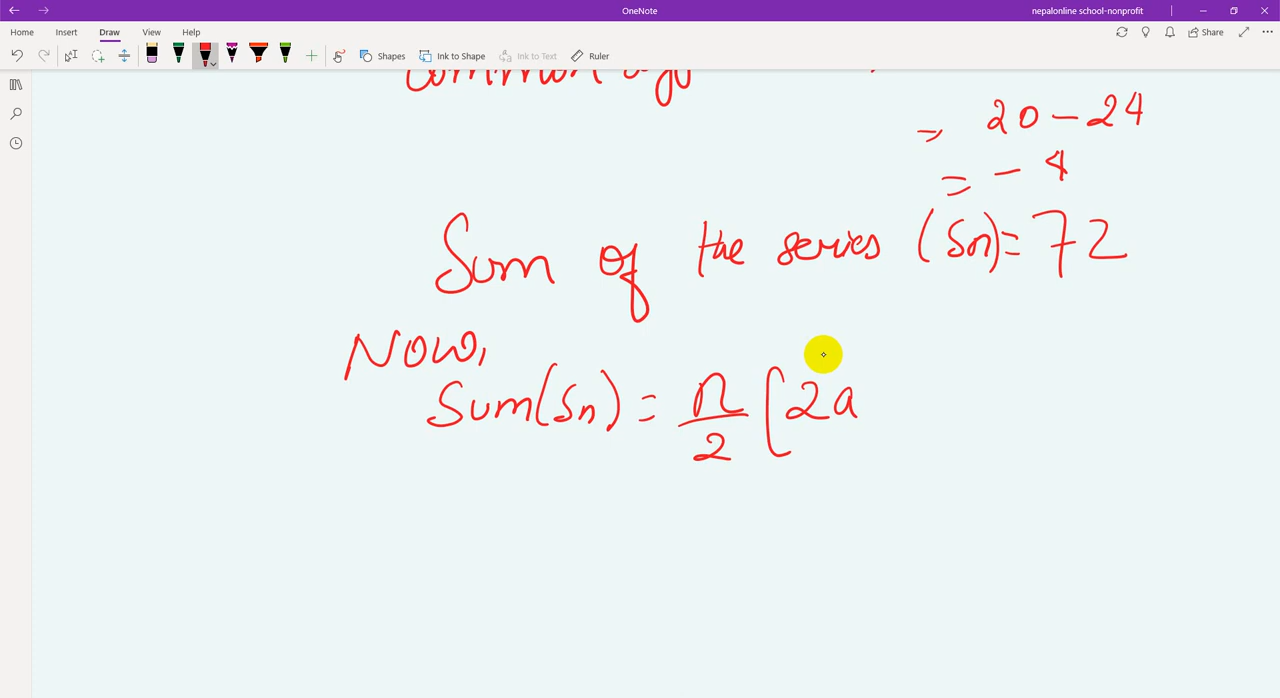 OneNote
nepalonline school-nonprofit
Home Insert Draw View Help
Share
Shapes Ink to Shape Ink to Text Ruler
Common
= 20 - 24
= - 4
Sum of the series (Sn) = 72
Now,
Sum(Sn) = n/2 [2a